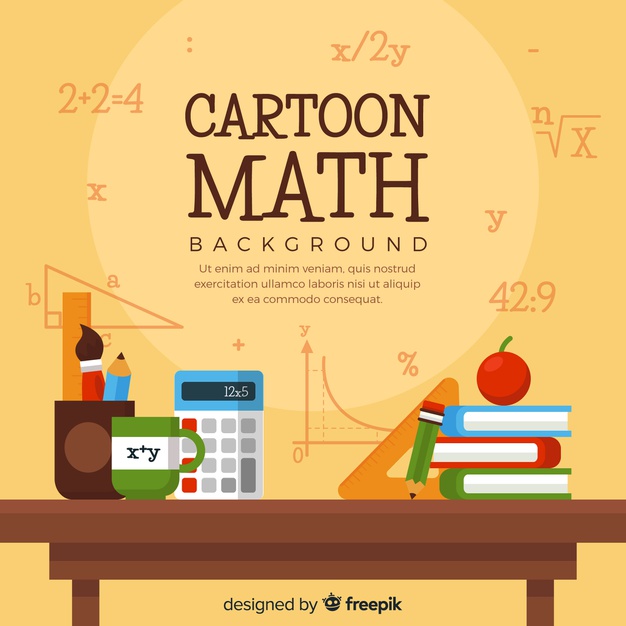 :
x/2y
-
2+2=4
CARTOON
n√X
MATH
x
y
BACKGROUND
Ut enim ad minim veniam, quis nostrud
exercitation ullamco laboris nisi ut aliquip
ex ea commodo consequat.
a
b
42:9
c
y
+
%
12x5
x+y
0
designed by freepik